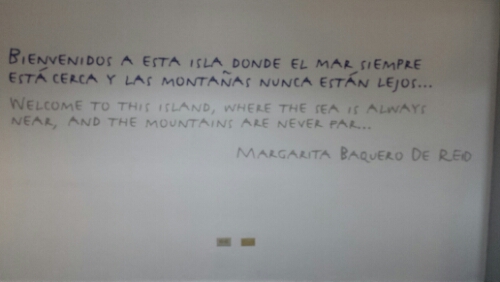 BIENVENIDOS A ESTA ISLA DONDE EL MAR SIEMPRE
ESTÁ CERCA Y LAS MONTAÑAS NUNCA ESTÁN LEJOS...
WELCOME TO THIS ISLAND, WHERE THE SEA IS ALWAYS
NEAR, AND THE MOUNTAINS ARE NEVER FAR...
MARGARITA BAQUERO DE REID